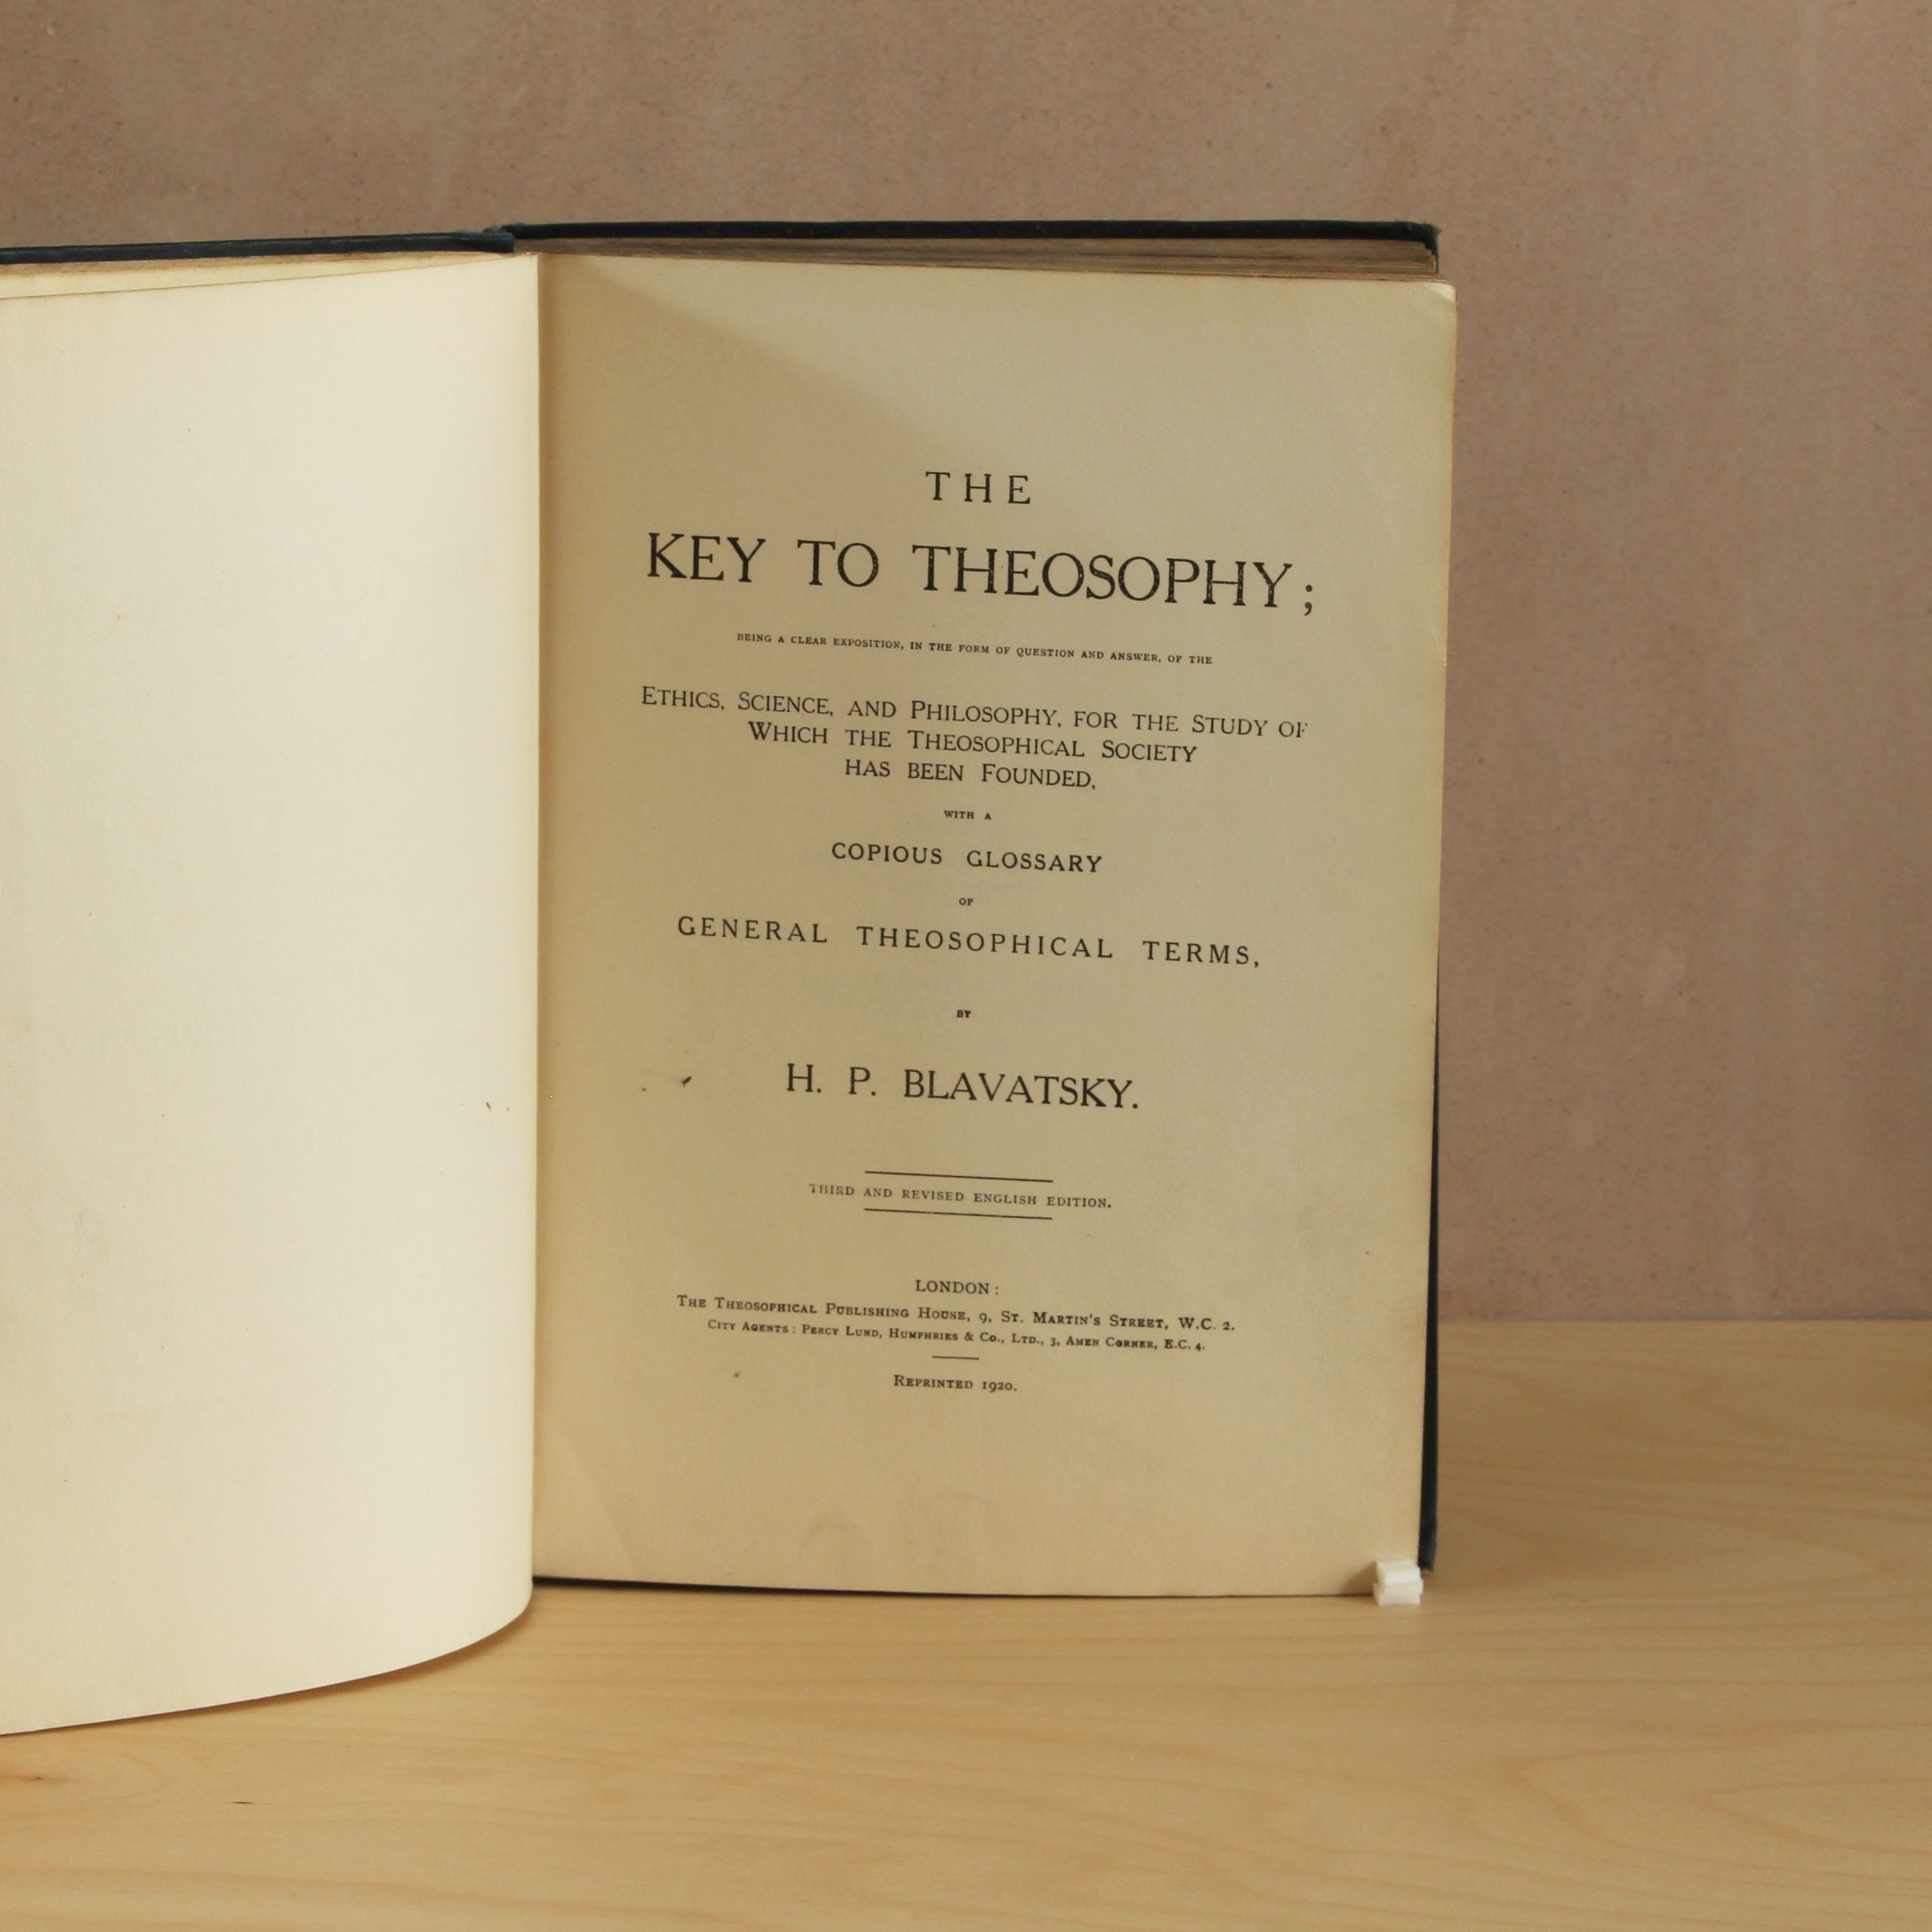 THE
KEY TO THEOSOPHY;
BEING A CLEAR EXPOSITION, IN THE FORM OF QUESTION AND ANSWER, OF THE
ETHICS, SCIENCE, AND PHILOSOPHY, FOR THE STUDY OF
WHICH THE THEOSOPHICAL SOCIETY
HAS BEEN FOUNDED,
WITH A
COPIOUS GLOSSARY
OF
GENERAL THEOSOPHICAL TERMS,
BY
H. P. BLAVATSKY.
THIRD AND REVISED ENGLISH EDITION.
LONDON:
THE THEOSOPHICAL PUBLISHING HOUSE, 9, ST. MARTIN'S STREET, W.C. 2.
CITY AGENTS: PERCY LUND, HUMPHRIES & CO., LTD., 3, AMEN CORNER, E.C. 4.
REPRINTED 1920.